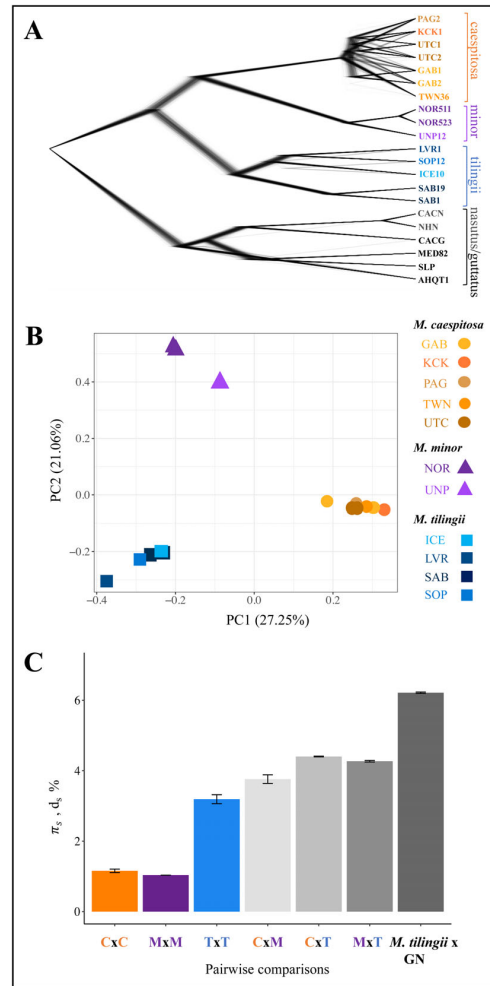 A
PAG2
KCK1
UTC1
UTC2
GAB1
GAB2
TWN36
caespitosa
NOR511
NOR523
UNP12
minor
LVR1
SOP12
ICE10
SAB19
SAB1
tilingii
CACN
NHN
CACG
MED82
SLP
AHQT1
nasutus/guttatus
B
PC2 (21.06%)
0.4
0.2
0.0
−0.2
−0.4
−0.2
0.0
0.2
PC1 (27.25%)
M. caespitosa
GAB
KCK
PAG
TWN
UTC
M. minor
NOR
UNP
M. tilingii
ICE
LVR
SAB
SOP
C
πs , ds %
6
4
2
0
CxC MxM TxT CxM CxT MxT M. tilingii x
GN
Pairwise comparisons